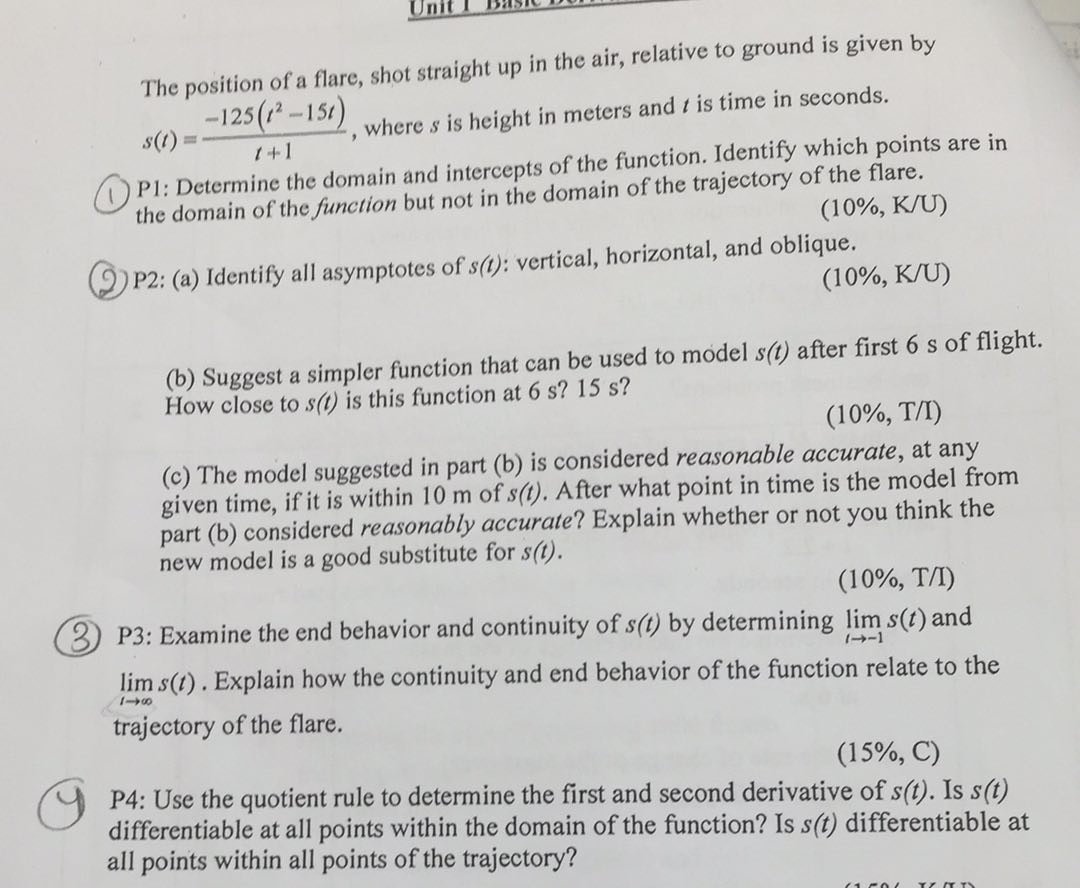 Unit 1 Basic
The position of a flare, shot straight up in the air, relative to ground is given by
s(t) = −125(t² − 15t) / t + 1 , where s is height in meters and t is time in seconds.
① P1: Determine the domain and intercepts of the function. Identify which points are in
the domain of the function but not in the domain of the trajectory of the flare.
(10%, K/U)
② P2: (a) Identify all asymptotes of s(t): vertical, horizontal, and oblique.
(10%, K/U)
(b) Suggest a simpler function that can be used to model s(t) after first 6 s of flight.
How close to s(t) is this function at 6 s? 15 s?
(10%, T/I)
(c) The model suggested in part (b) is considered reasonable accurate, at any
given time, if it is within 10 m of s(t). After what point in time is the model from
part (b) considered reasonably accurate? Explain whether or not you think the
new model is a good substitute for s(t).
(10%, T/I)
③ P3: Examine the end behavior and continuity of s(t) by determining lim t→−1 s(t) and
lim t→∞ s(t) . Explain how the continuity and end behavior of the function relate to the
trajectory of the flare.
(15%, C)
④ P4: Use the quotient rule to determine the first and second derivative of s(t). Is s(t)
differentiable at all points within the domain of the function? Is s(t) differentiable at
all points within all points of the trajectory?